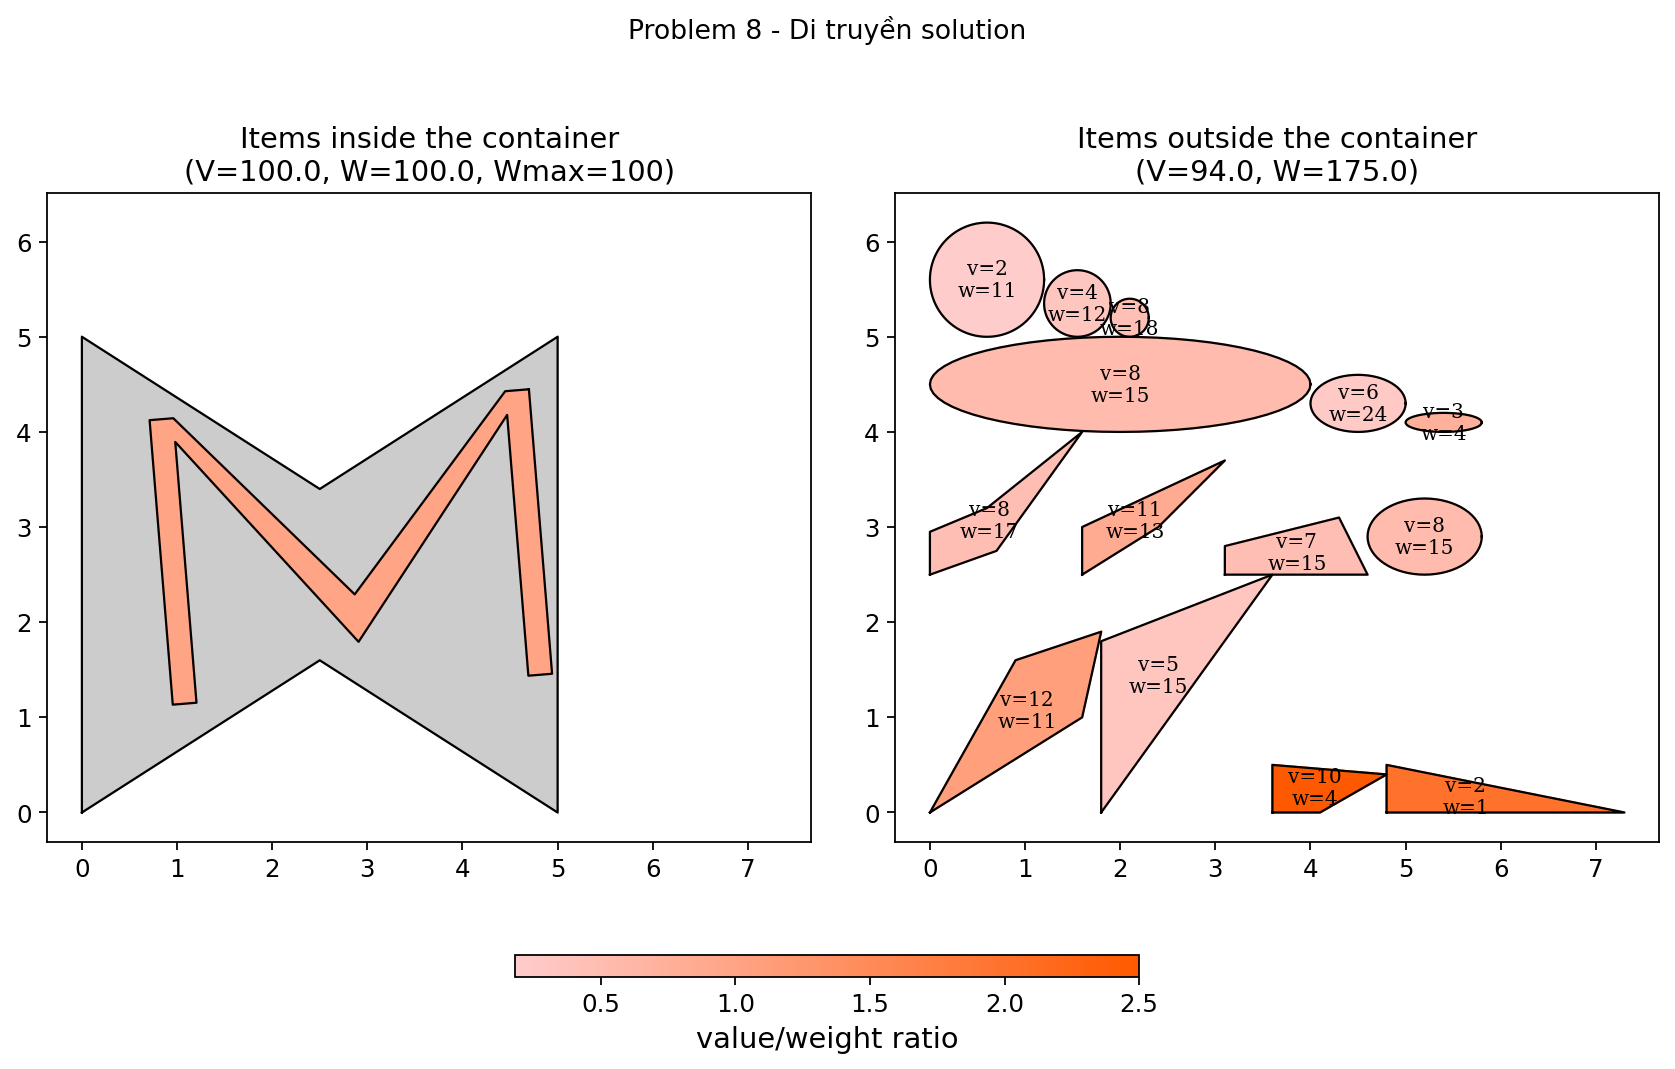 Problem 8 - Di truyền solution
Items inside the container
(V=100.0, W=100.0, Wmax=100)
6
5
4
3
2
1
0
0 1 2 3 4 5 6 7
Items outside the container
(V=94.0, W=175.0)
6
5
4
3
2
1
0
v=2
w=11
v=4
w=12
v=8
w=18
v=8
w=15
v=6
w=24
v=3
w=4
v=8
w=17
v=11
w=13
v=7
w=15
v=8
w=15
v=12
w=11
v=5
w=15
v=10
w=4
v=2
w=1
0 1 2 3 4 5 6 7
0.5 1.0 1.5 2.0 2.5
value/weight ratio